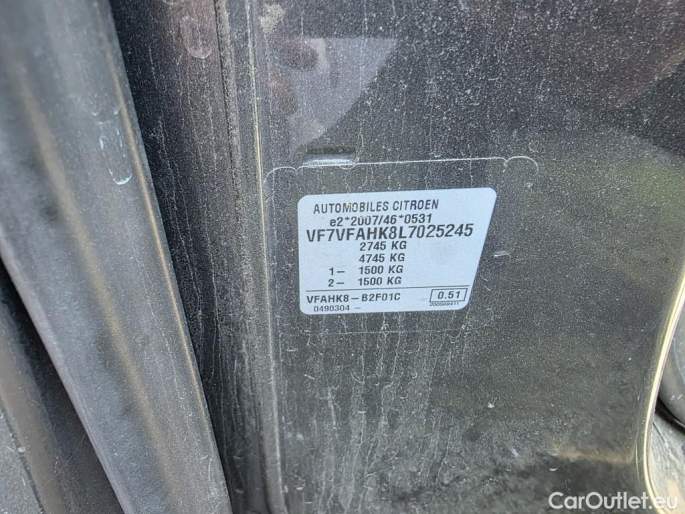 AUTOMOBILES CITROEN
e2*2007/46*0531
VF7VFAHK8L7025245
2745 KG
4745 KG
1- 1500 KG
2- 1500 KG
VFAHK8-B2F01C 0.51
0490304 -
CarOutlet.eu